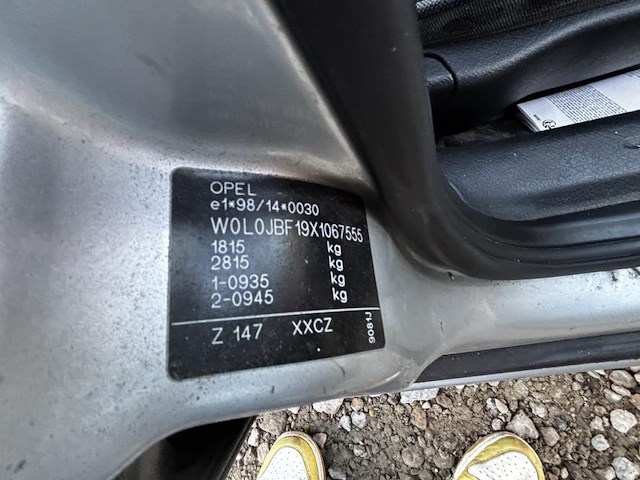 OPEL
e1*98/14*0030
W0L0JBF19X1067555
1815 kg
2815 kg
1-0935 kg
2-0945 kg
Z 147 XXCZ
9081J